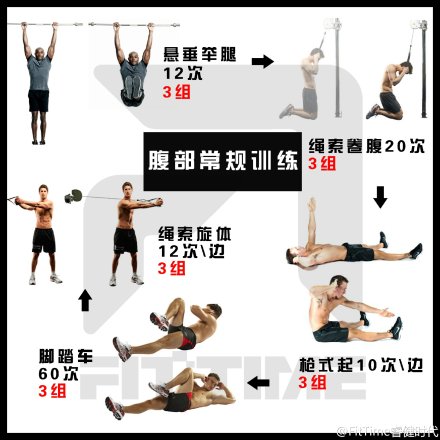 悬垂举腿
12次
3组
腹部常规训练
绳索卷腹20次
3组
绳索旋体
12次\边
3组
脚踏车
60次
3组
枪式起10次\边
3组
FITTIME
@FitTime睿健时代